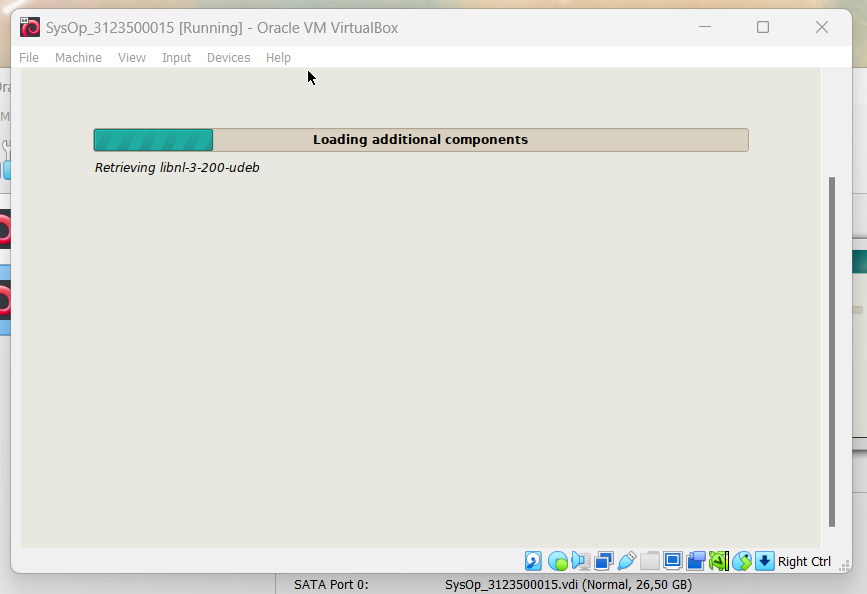 SysOp_3123500015 [Running] - Oracle VM VirtualBox
File Machine View Input Devices Help
Loading additional components
Retrieving libnl-3-200-udeb
Right Ctrl
SATA Port 0: SysOp_3123500015.vdi (Normal, 26,50 GB)